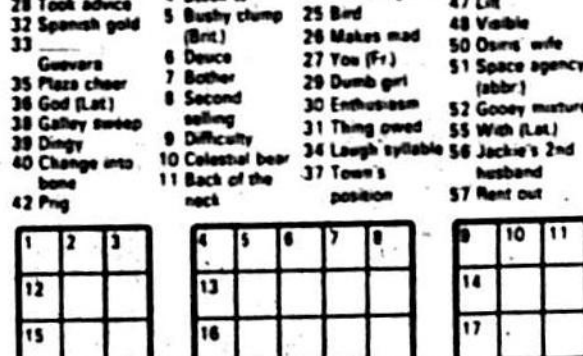 28 Took advice
32 Spanish gold
33 ___
Guevara
35 Plaza cheer
36 God (Lat.)
38 Galley sweep
39 Dingy
40 Change into
bone
42 Prig
5 Bushy clump
(Brit.)
6 Deuce
7 Bother
8 Second
selling
9 Difficulty
10 Celestial bear
11 Back of the
neck
25 Bird
26 Makes mad
27 You (Fr.)
29 Dumb girl
30 Enthusiasm
31 Thing owed
34 Laugh syllable
37 Town's
position
47 Lift
48 Visible
50 Osiris' wife
51 Space agency
(abbr.)
52 Gooey mixture
55 With (Lat.)
56 Jackie's 2nd
husband
57 Rent out
1 2 3 4 5 6 7 8 9 10 11
12 13 14
15 16 17